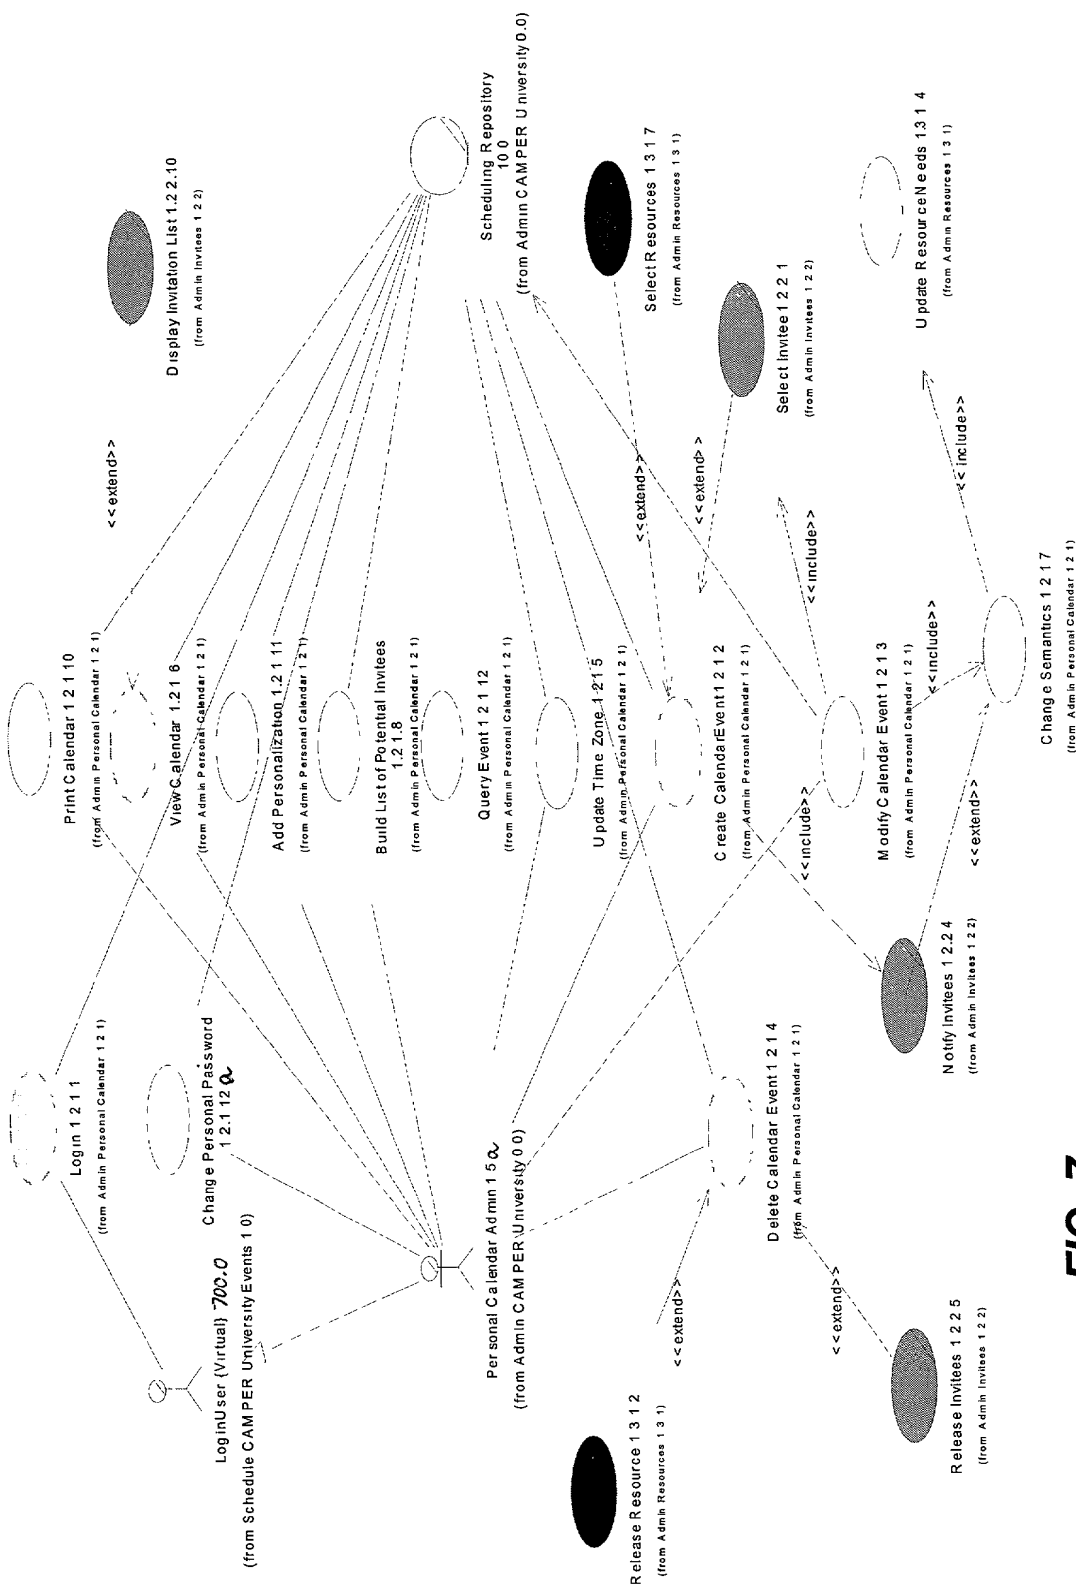 Login 1 2 1 1
(from Admin Personal Calendar 1 2 1)
Change Personal Password
1 2.1 12 a
LoginUser {Virtual} 700.0
(from Schedule CAMPER University Events 1 0)
Personal Calendar Admin 1 5 a
(from Admin CAMPER University 0 0)
Print Calendar 1 2 1 10
(from Admin Personal Calendar 1 2 1)
View Calendar 1.2 1 6
(from Admin Personal Calendar 1 2 1)
Add Personalization 1.2 1 11
(from Admin Personal Calendar 1 2 1)
Build List of Potential Invitees
1.2 1.8
(from Admin Personal Calendar 1 2 1)
Query Event 1 2 1 12
(from Admin Personal Calendar 1 2 1)
Update Time Zone 1 2 1 5
(from Admin Personal Calendar 1 2 1)
Create CalendarEvent 1 2 1 2
(from Admin Personal Calendar 1 2 1)
Modify Calendar Event 1 2 1 3
(from Admin Personal Calendar 1 2 1)
Delete Calendar Event 1 2 1 4
(from Admin Personal Calendar 1 2 1)
Change Semantics 1 2 1 7
(from Admin Personal Calendar 1 2 1)
Display Invitation List 1.2 2.10
(from Admin Invitees 1 2 2)
<<extend>>
Scheduling Repository
10 0
(from Admin CAMPER University 0.0)
Select Resources 1 3 1 7
(from Admin Resources 1 3 1)
<<extend>>
Select Invitee 1 2 2 1
(from Admin Invitees 1 2 2)
<<extend>>
<<include>>
Update Resource Needs 1.3 1 4
(from Admin Resources 1 3 1)
<<include>>
<<include>>
<<include>>
<<extend>>
Notify Invitees 1 2.2 4
(from Admin Invitees 1 2 2)
Release Resource 1 3 1 2
(from Admin Resources 1 3 1)
<<extend>>
Release Invitees 1 2 2 5
(from Admin Invitees 1 2 2)
<<extend>>
FIG. 7